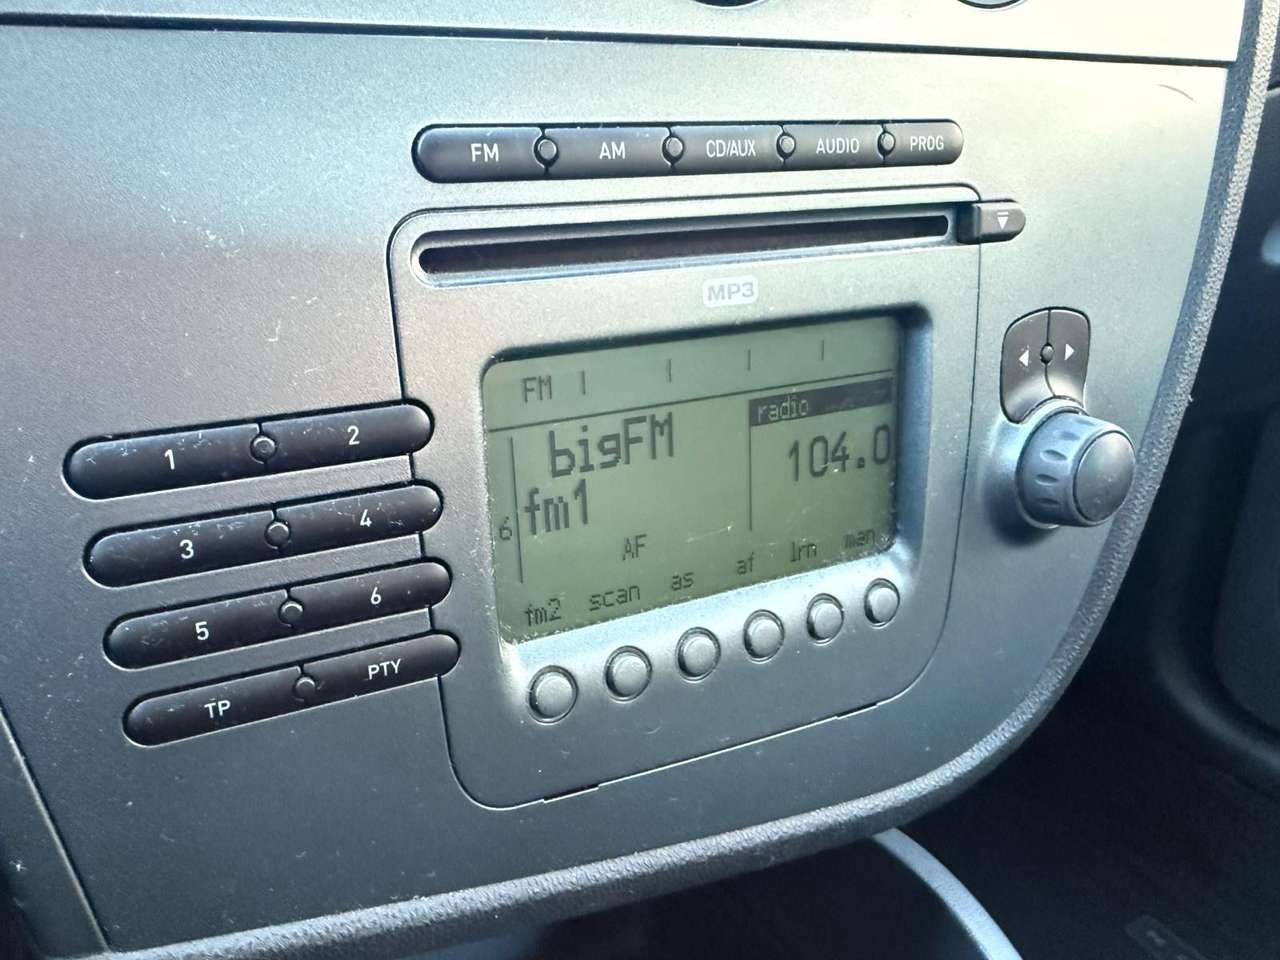 FM AM CD/AUX AUDIO PROG
MP3
FM
radio
bigFM 104.0
fm1
6
AF
fm2 scan as af lrn man
1 2
3 4
5 6
TP PTY